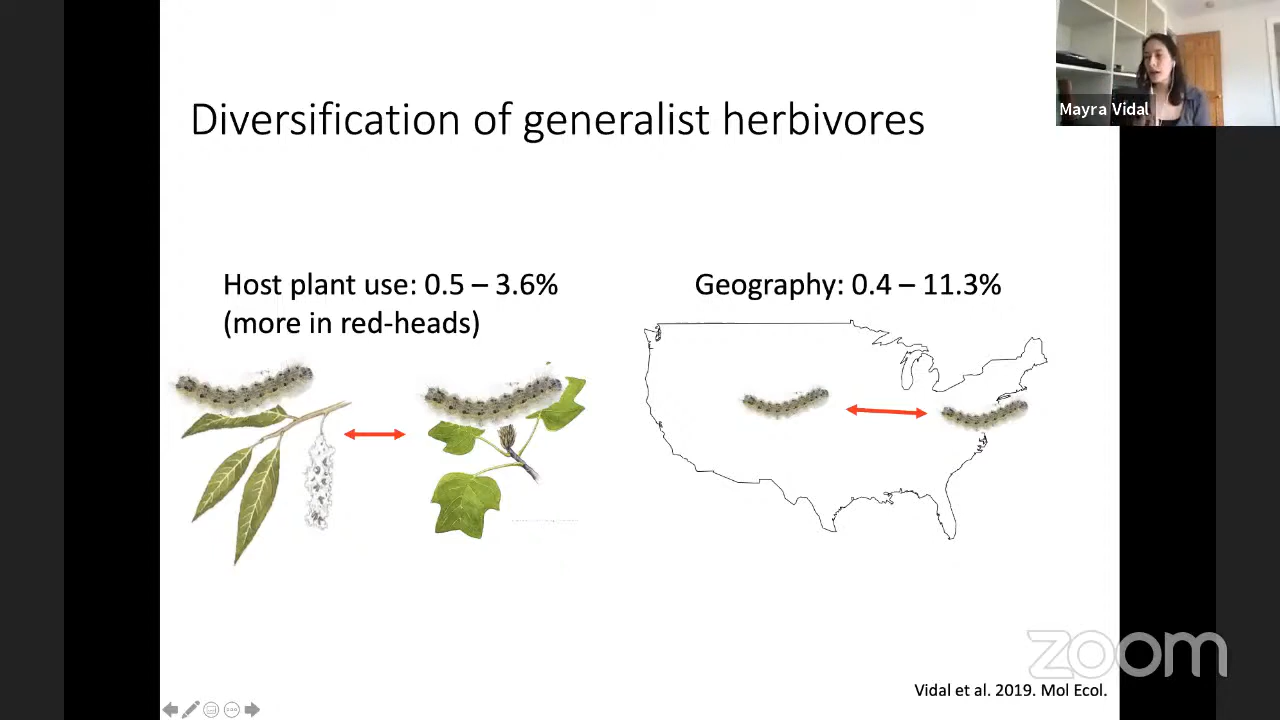 Mayra Vidal
Diversification of generalist herbivores
Host plant use: 0.5 – 3.6%
(more in red-heads)
Geography: 0.4 – 11.3%
zoom
Vidal et al. 2019. Mol Ecol.